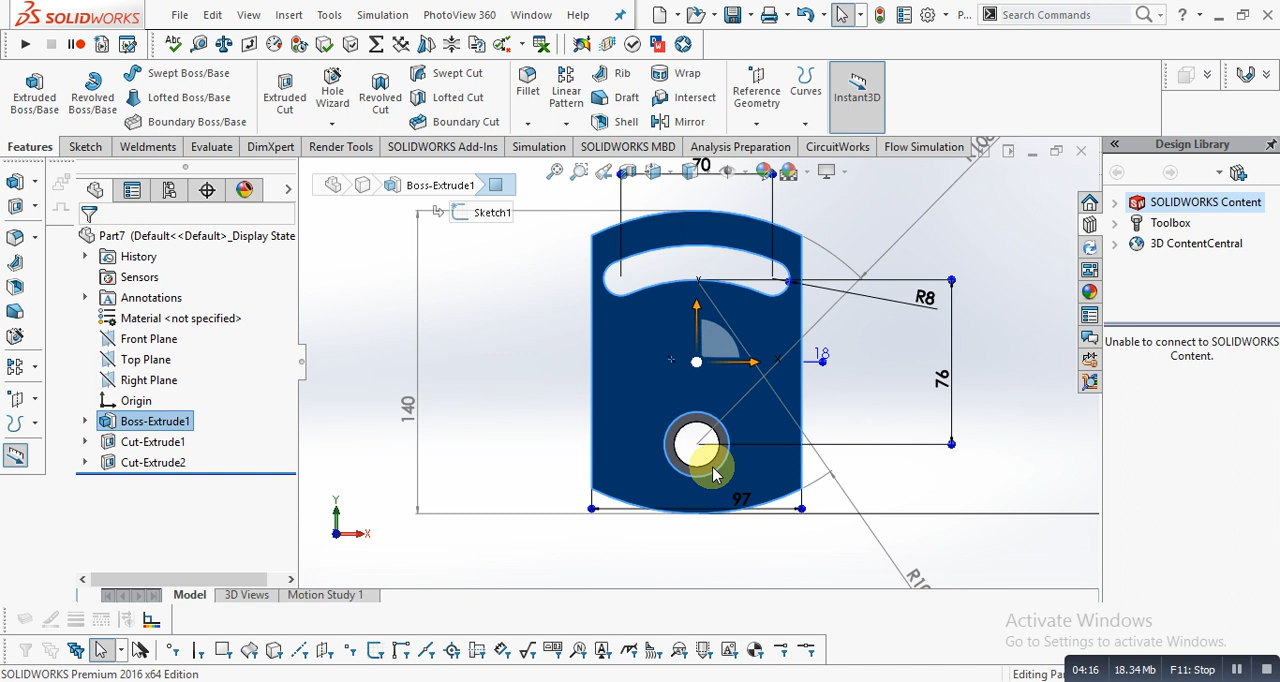 SOLIDWORKS
File Edit View Insert Tools Simulation PhotoView 360 Window Help
P...
Search Commands
Extruded Boss/Base
Revolved Boss/Base
Swept Boss/Base
Lofted Boss/Base
Boundary Boss/Base
Extruded Cut
Hole Wizard
Revolved Cut
Swept Cut
Lofted Cut
Boundary Cut
Fillet
Linear Pattern
Rib
Draft
Shell
Wrap
Intersect
Mirror
Reference Geometry
Curves
Instant3D
Features Sketch Weldments Evaluate DimXpert Render Tools SOLIDWORKS Add-Ins Simulation SOLIDWORKS MBD Analysis Preparation CircuitWorks Flow Simulation
Design Library
Boss-Extrude1
Sketch1
Part7 (Default<<Default>_Display State
History
Sensors
Annotations
Material <not specified>
Front Plane
Top Plane
Right Plane
Origin
Boss-Extrude1
Cut-Extrude1
Cut-Extrude2
70
R8
18
76
140
97
Y
X
SOLIDWORKS Content
Toolbox
3D ContentCentral
Unable to connect to SOLIDWORKS
Content.
Model 3D Views Motion Study 1
Activate Windows
Go to Settings to activate Windows.
SOLIDWORKS Premium 2016 x64 Edition
Editing Pa
04:16 18.34 Mb F11: Stop